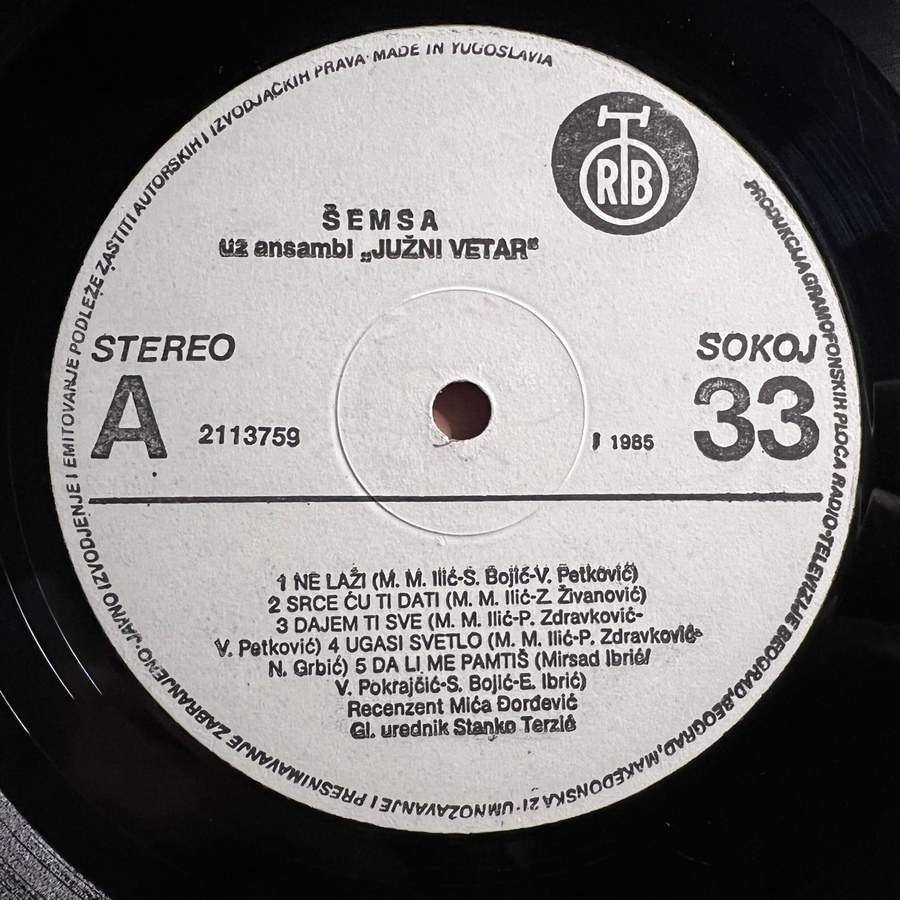 PRODUKCIJA GRAMOFONSKIH PLOČA RADIO-TELEVIZIJE BEOGRAD, BEOGRAD, MAKEDONSKA 21 · UMNOŽAVANJE I PRESNIMAVANJE ZABRANJENO · JAVNO IZVODJENJE I EMITOVANJE PODLEŽE ZAŠTITI AUTORSKIH I IZVODJAČKIH PRAVA · MADE IN YUGOSLAVIA
RTB
ŠEMSA
uz ansambl „JUŽNI VETAR"
STEREO
SOKOJ
A
2113759
1985
33
1 NE LAŽI (M. M. Ilić-S. Bojić-V. Petković)
2 SRCE ĆU TI DATI (M. M. Ilić-Z. Živanović)
3 DAJEM TI SVE (M. M. Ilić-P. Zdravković-
V. Petković) 4 UGASI SVETLO (M. M. Ilić-P. Zdravković-
N. Grbić) 5 DA LI ME PAMTIŠ (Mirsad Ibrić/
V. Pokrajčić-S. Bojić-E. Ibrić)
Recenzent Mića Đorđević
Gl. urednik Stanko Terzić